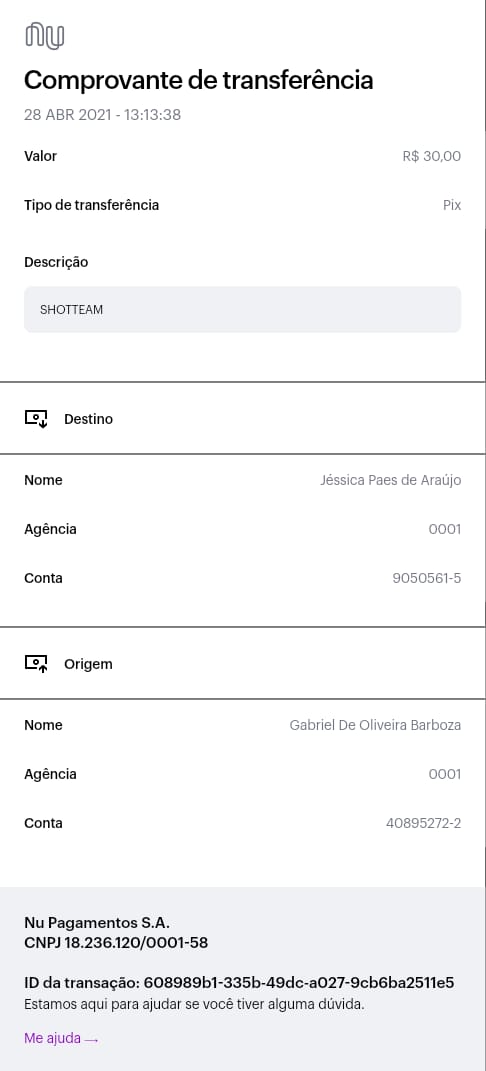 nu
Comprovante de transferência
28 ABR 2021 - 13:13:38
Valor R$ 30,00
Tipo de transferência Pix
Descrição
SHOTTEAM
Destino
Nome Jéssica Paes de Araújo
Agência 0001
Conta 9050561-5
Origem
Nome Gabriel De Oliveira Barboza
Agência 0001
Conta 40895272-2
Nu Pagamentos S.A.
CNPJ 18.236.120/0001-58
ID da transação: 608989b1-335b-49dc-a027-9cb6ba2511e5
Estamos aqui para ajudar se você tiver alguma dúvida.
Me ajuda →